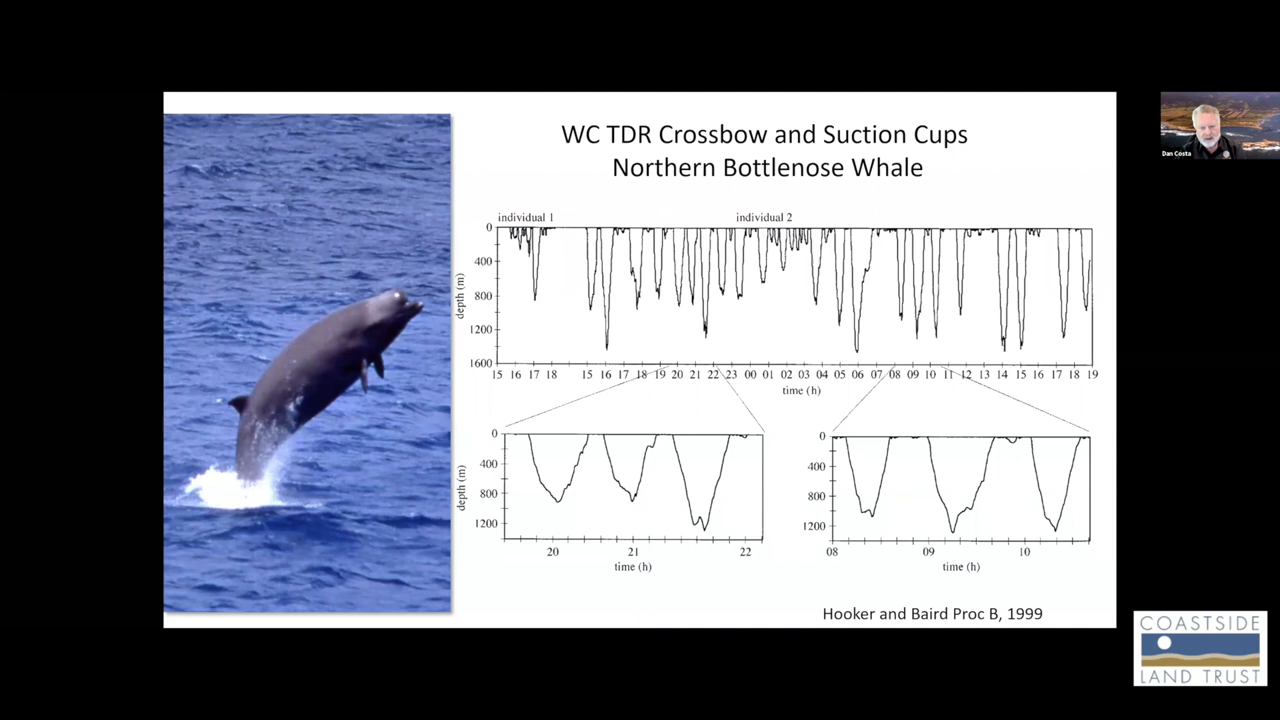 WC TDR Crossbow and Suction Cups
Northern Bottlenose Whale
Dan Costa
individual 1
individual 2
0
400
800
1200
1600
depth (m)
15 16 17 18 15 16 17 18 19 20 21 22 23 00 01 02 03 04 05 06 07 08 09 10 11 12 13 14 15 16 17 18 19
time (h)
0
400
800
1200
depth (m)
20 21 22
time (h)
0
400
800
1200
08 09 10
time (h)
Hooker and Baird Proc B, 1999
COASTSIDE
LAND TRUST